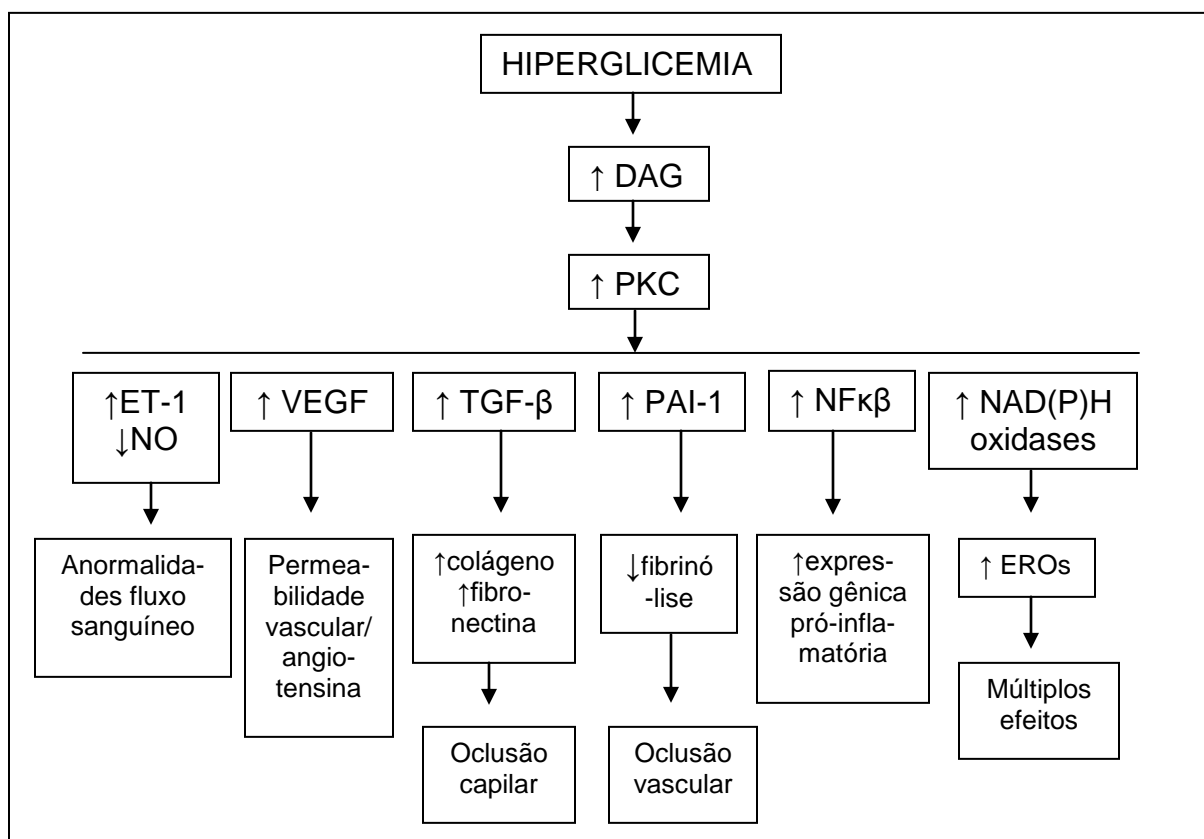 HIPERGLICEMIA
↑ DAG
↑ PKC
↑ET-1
↓NO
↑ VEGF
↑ TGF-β
↑ PAI-1
↑ NFκβ
↑ NAD(P)H
oxidases
Anormalida-
des fluxo
sanguíneo
Permea-
bilidade
vascular/
angio-
tensina
↑colágeno
↑fibro-
nectina
↓fibrinó
-lise
↑expres-
são gênica
pró-infla-
matória
↑ EROs
Oclusão
capilar
Oclusão
vascular
Múltiplos
efeitos